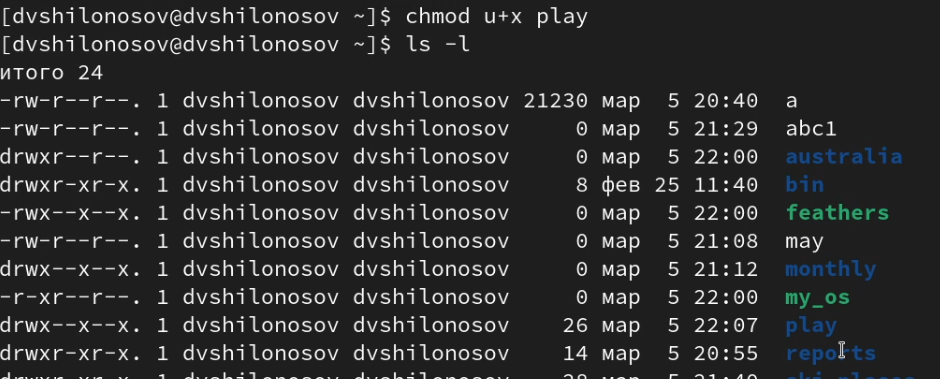 [dvshilonosov@dvshilonosov ~]$ chmod u+x play
[dvshilonosov@dvshilonosov ~]$ ls -l
итого 24
-rw-r--r--. 1 dvshilonosov dvshilonosov 21230 мар  5 20:40  a
-rw-r--r--. 1 dvshilonosov dvshilonosov     0 мар  5 21:29  abc1
drwxr--r--. 1 dvshilonosov dvshilonosov     0 мар  5 22:00  australia
drwxr-xr-x. 1 dvshilonosov dvshilonosov     8 фев 25 11:40  bin
-rwx--x--x. 1 dvshilonosov dvshilonosov     0 мар  5 22:00  feathers
-rw-r--r--. 1 dvshilonosov dvshilonosov     0 мар  5 21:08  may
drwx--x--x. 1 dvshilonosov dvshilonosov     0 мар  5 21:12  monthly
-r-xr--r--. 1 dvshilonosov dvshilonosov     0 мар  5 22:00  my_os
drwx--x--x. 1 dvshilonosov dvshilonosov    26 мар  5 22:07  play
drwxr-xr-x. 1 dvshilonosov dvshilonosov    14 мар  5 20:55  reports